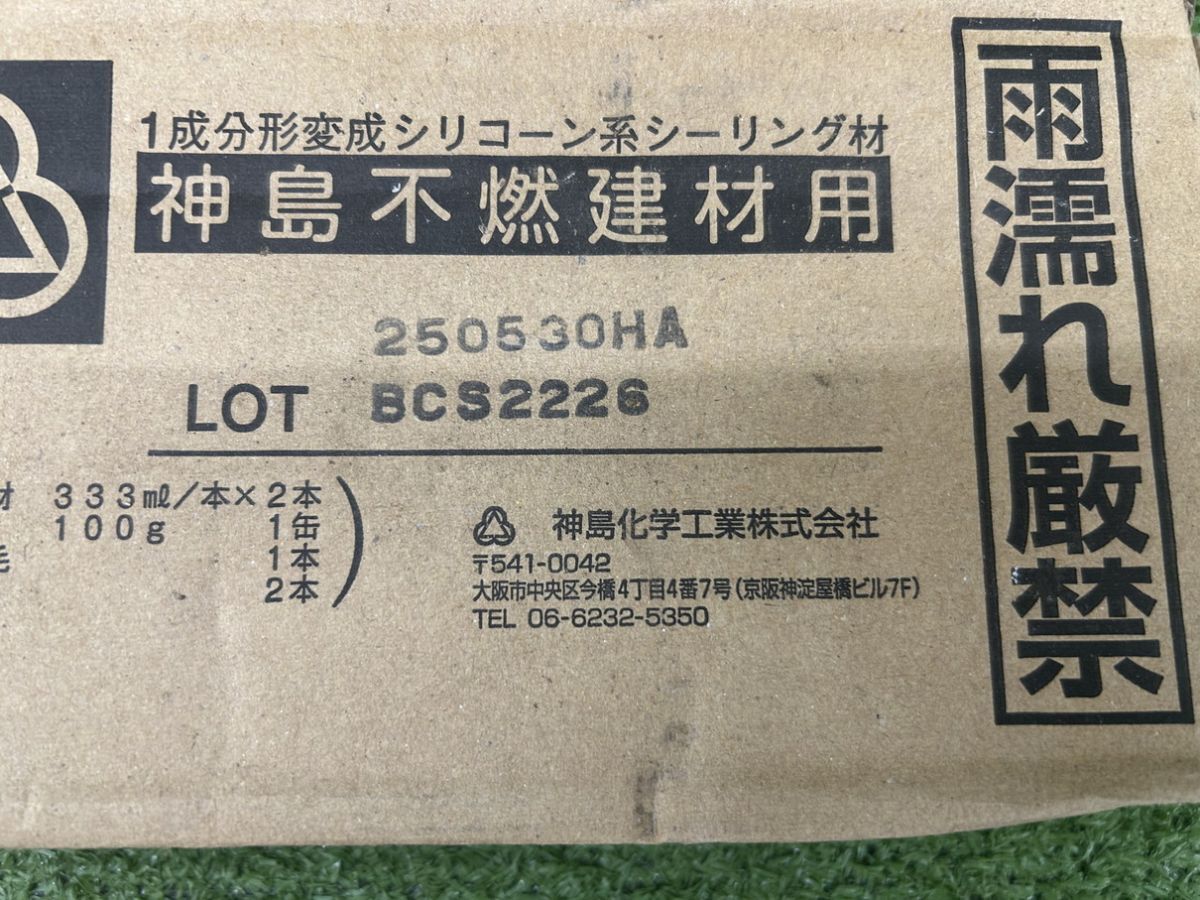 1成分形変成シリコーン系シーリング材
神島不燃建材用
250530HA
LOT BCS2226
材 333ml/本×2本
100g 1缶
毛 1本
2本
神島化学工業株式会社
〒541-0042
大阪市中央区今橋4丁目4番7号(京阪神淀屋橋ビル7F)
TEL 06-6232-5350
雨濡れ厳禁